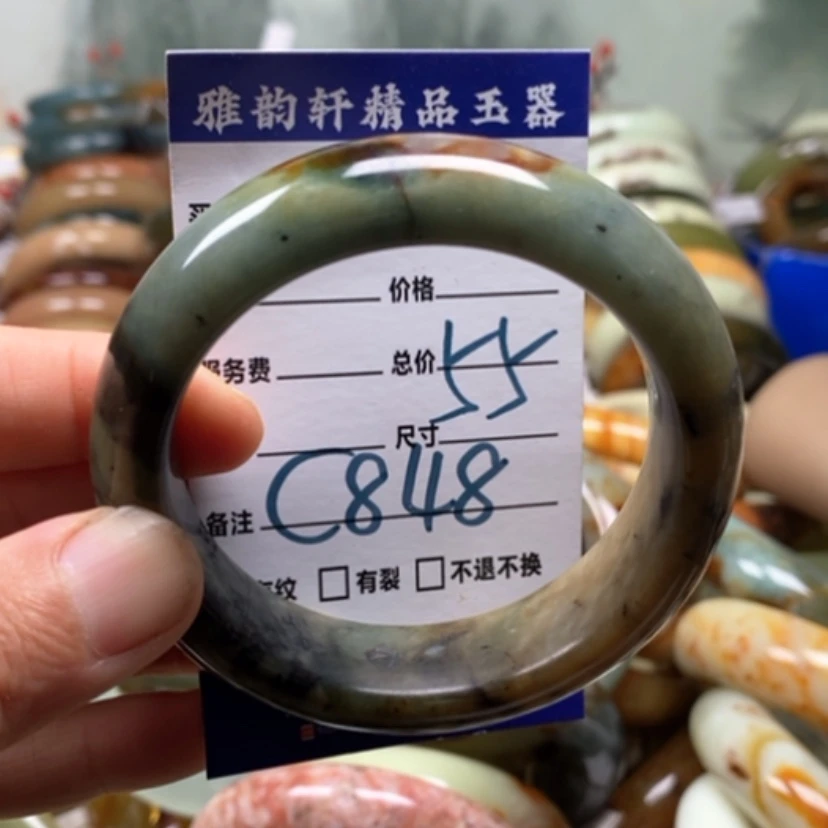 雅韵轩精品玉器
价格
服务费 总价 55
尺寸
备注 C848
纹 □ 有裂 □ 不退不换